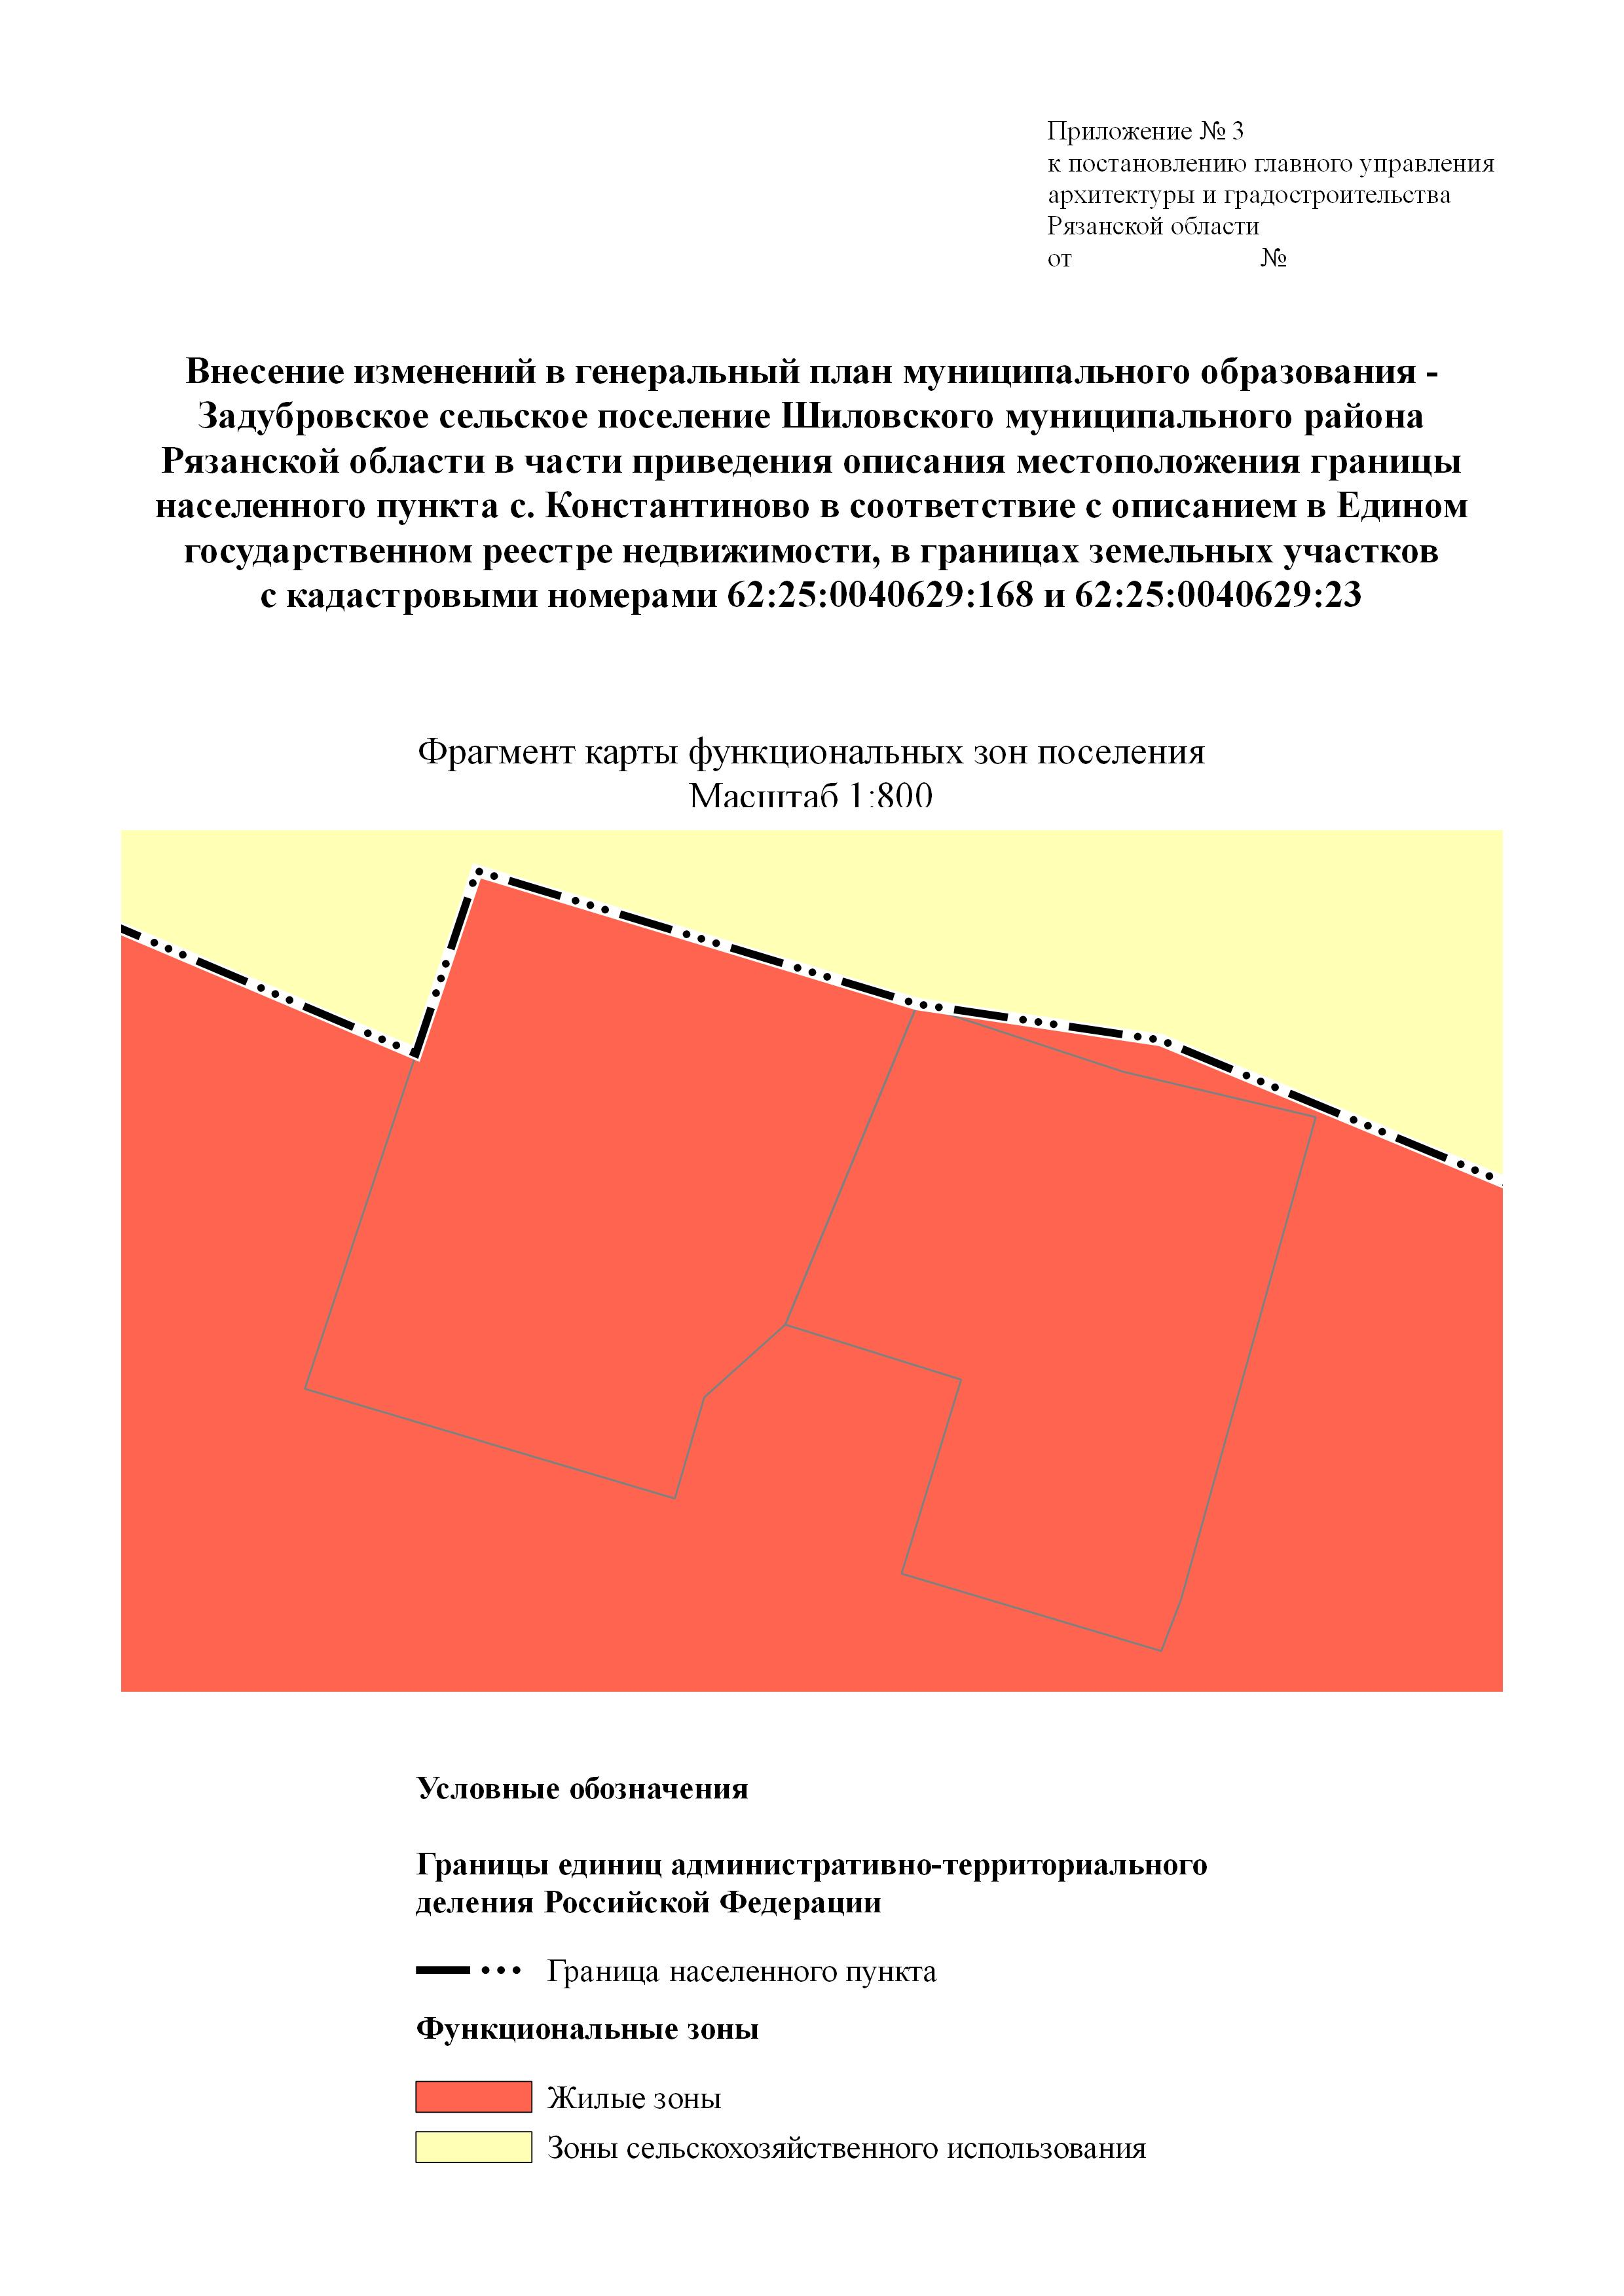 Приложение № 3
к постановлению главного управления
архитектуры и градостроительства
Рязанской области
от №
Внесение изменений в генеральный план муниципального образования -
Задубровское сельское поселение Шиловского муниципального района
Рязанской области в части приведения описания местоположения границы
населенного пункта с. Константиново в соответствие с описанием в Едином
государственном реестре недвижимости, в границах земельных участков
с кадастровыми номерами 62:25:0040629:168 и 62:25:0040629:23
Фрагмент карты функциональных зон поселения
Масштаб 1:800
Условные обозначения
Границы единиц административно-территориального
деления Российской Федерации
Граница населенного пункта
Функциональные зоны
Жилые зоны
Зоны сельскохозяйственного использования